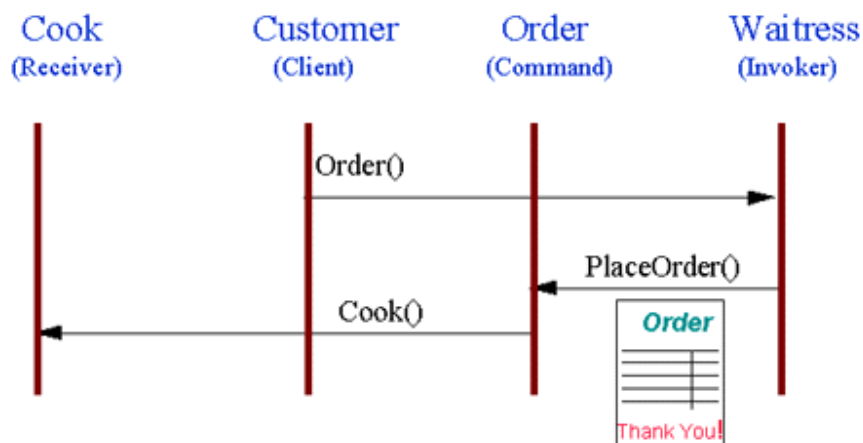 Cook Customer Order Waitress
(Receiver) (Client) (Command) (Invoker)
Order()
PlaceOrder()
Cook()
Order
Thank You!